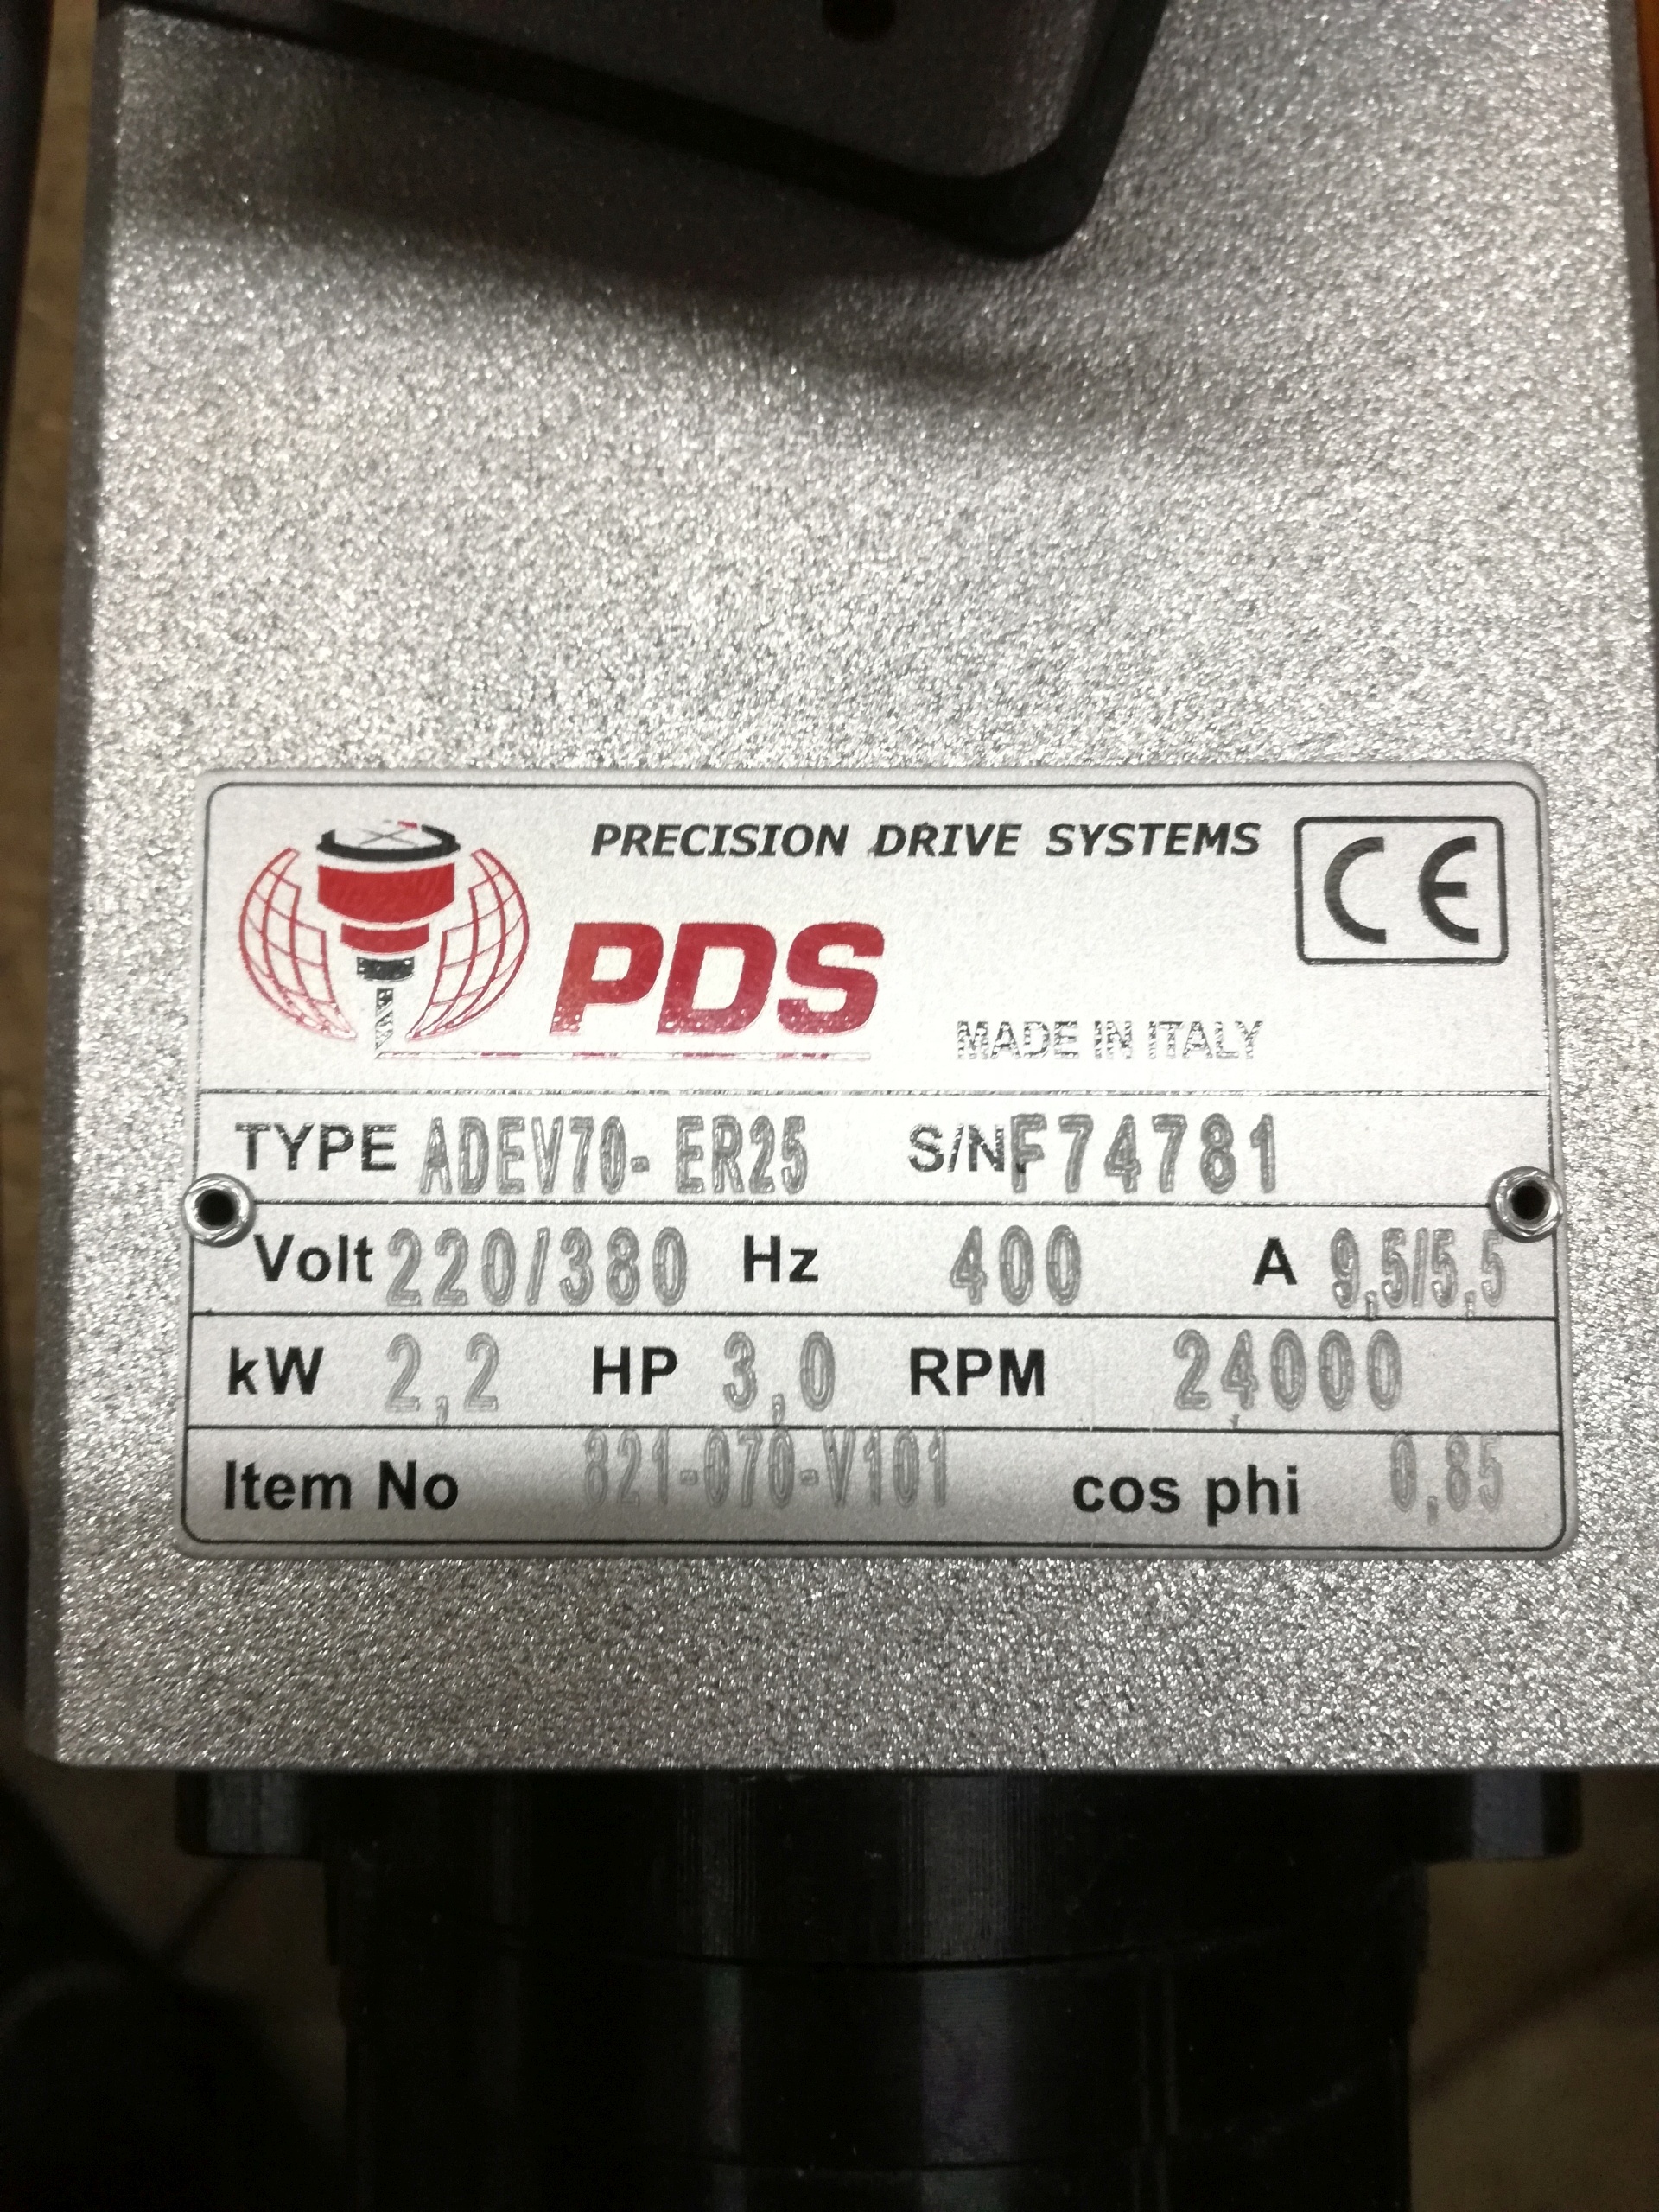 PRECISION DRIVE SYSTEMS
CE
PDS
MADE IN ITALY
TYPE ADEV70-ER25 S/N F74781
Volt 220/380 Hz 400 A 9,5/5,5
kW 2,2 HP 3,0 RPM 24000
Item No 821-070-V101 cos phi 0,85